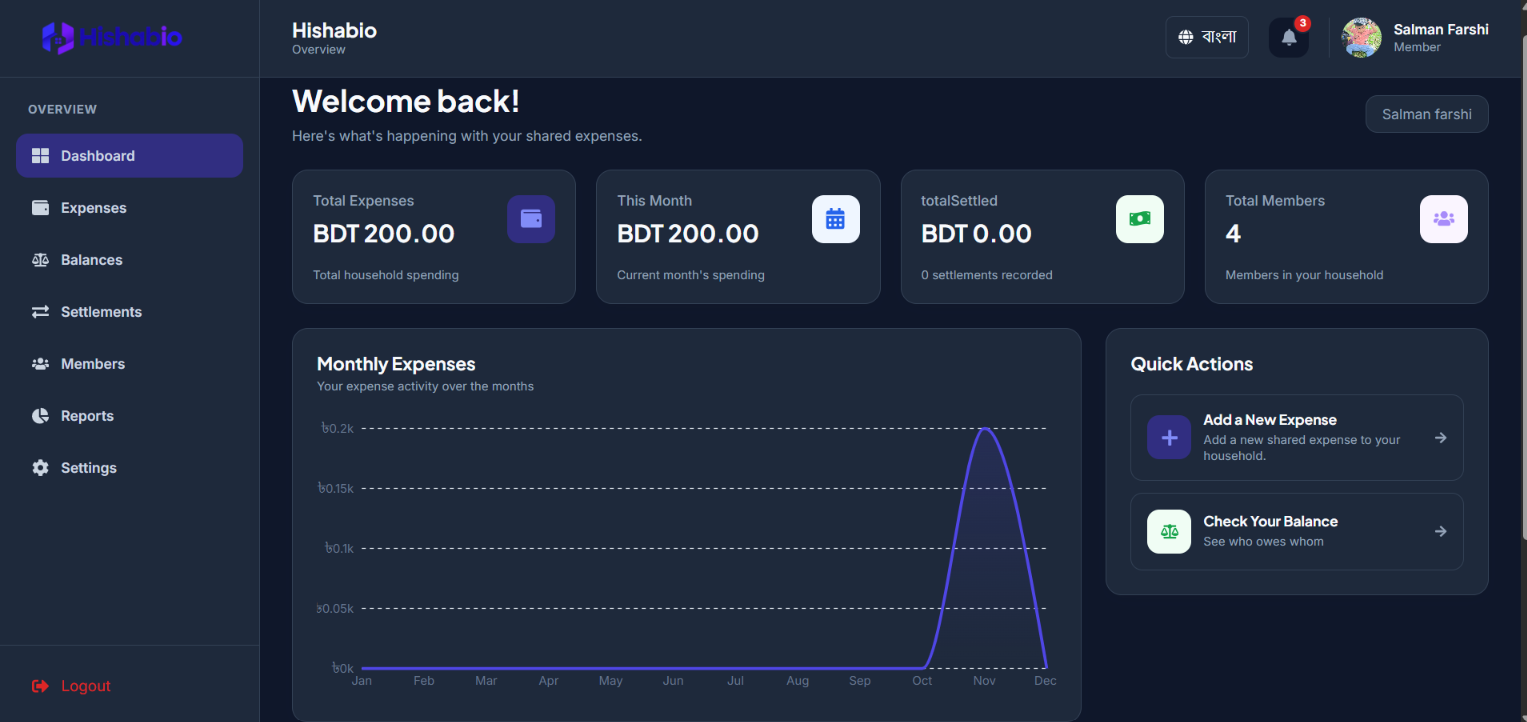 Hishabio
OVERVIEW
Dashboard
Expenses
Balances
Settlements
Members
Reports
Settings
Logout
Hishabio
Overview
বাংলা
3
Salman Farshi
Member
Welcome back!
Here's what's happening with your shared expenses.
Salman farshi
Total Expenses
BDT 200.00
Total household spending
This Month
BDT 200.00
Current month's spending
totalSettled
BDT 0.00
0 settlements recorded
Total Members
4
Members in your household
Monthly Expenses
Your expense activity over the months
৳0.2k
৳0.15k
৳0.1k
৳0.05k
৳0k
Jan Feb Mar Apr May Jun Jul Aug Sep Oct Nov Dec
Quick Actions
Add a New Expense
Add a new shared expense to your
household.
Check Your Balance
See who owes whom